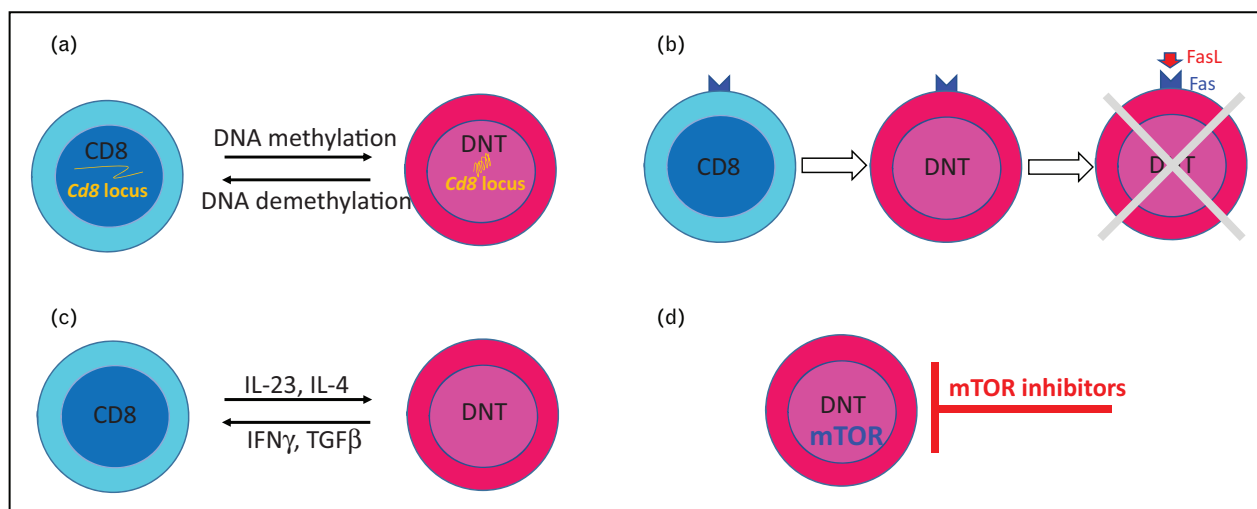 (a)
CD8
Cd8 locus
DNA methylation
DNA demethylation
DNT
Cd8 locus
(b)
CD8
DNT
FasL
Fas
DNT
(c)
CD8
IL-23, IL-4
IFNγ, TGFβ
DNT
(d)
DNT
mTOR
mTOR inhibitors